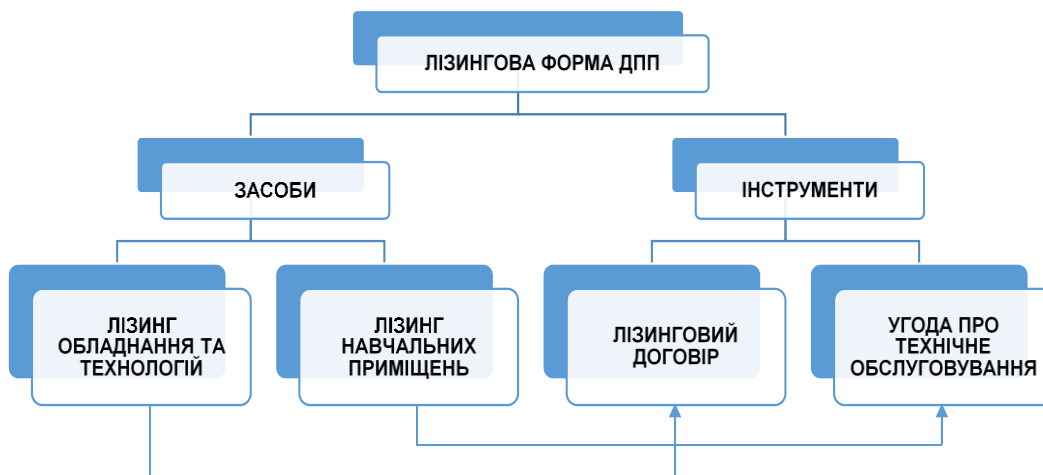 ЛІЗИНГОВА ФОРМА ДПП
ЗАСОБИ
ІНСТРУМЕНТИ
ЛІЗИНГ
ОБЛАДНАННЯ ТА
ТЕХНОЛОГІЙ
ЛІЗИНГ
НАВЧАЛЬНИХ
ПРИМІЩЕНЬ
ЛІЗИНГОВИЙ
ДОГОВІР
УГОДА ПРО
ТЕХНІЧНЕ
ОБСЛУГОВУВАННЯ